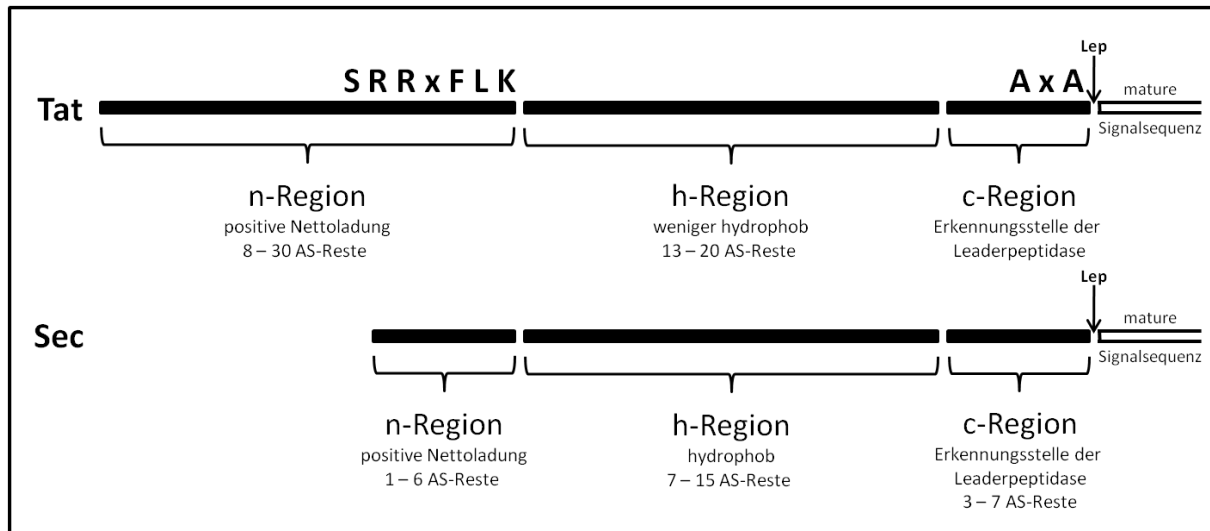 Lep
S R R x F L K
A x A
Tat
mature
Signalsequenz
n-Region
positive Nettoladung
8 – 30 AS-Reste
h-Region
weniger hydrophob
13 – 20 AS-Reste
c-Region
Erkennungsstelle der
Leaderpeptidase
Lep
Sec
mature
Signalsequenz
n-Region
positive Nettoladung
1 – 6 AS-Reste
h-Region
hydrophob
7 – 15 AS-Reste
c-Region
Erkennungsstelle der
Leaderpeptidase
3 – 7 AS-Reste